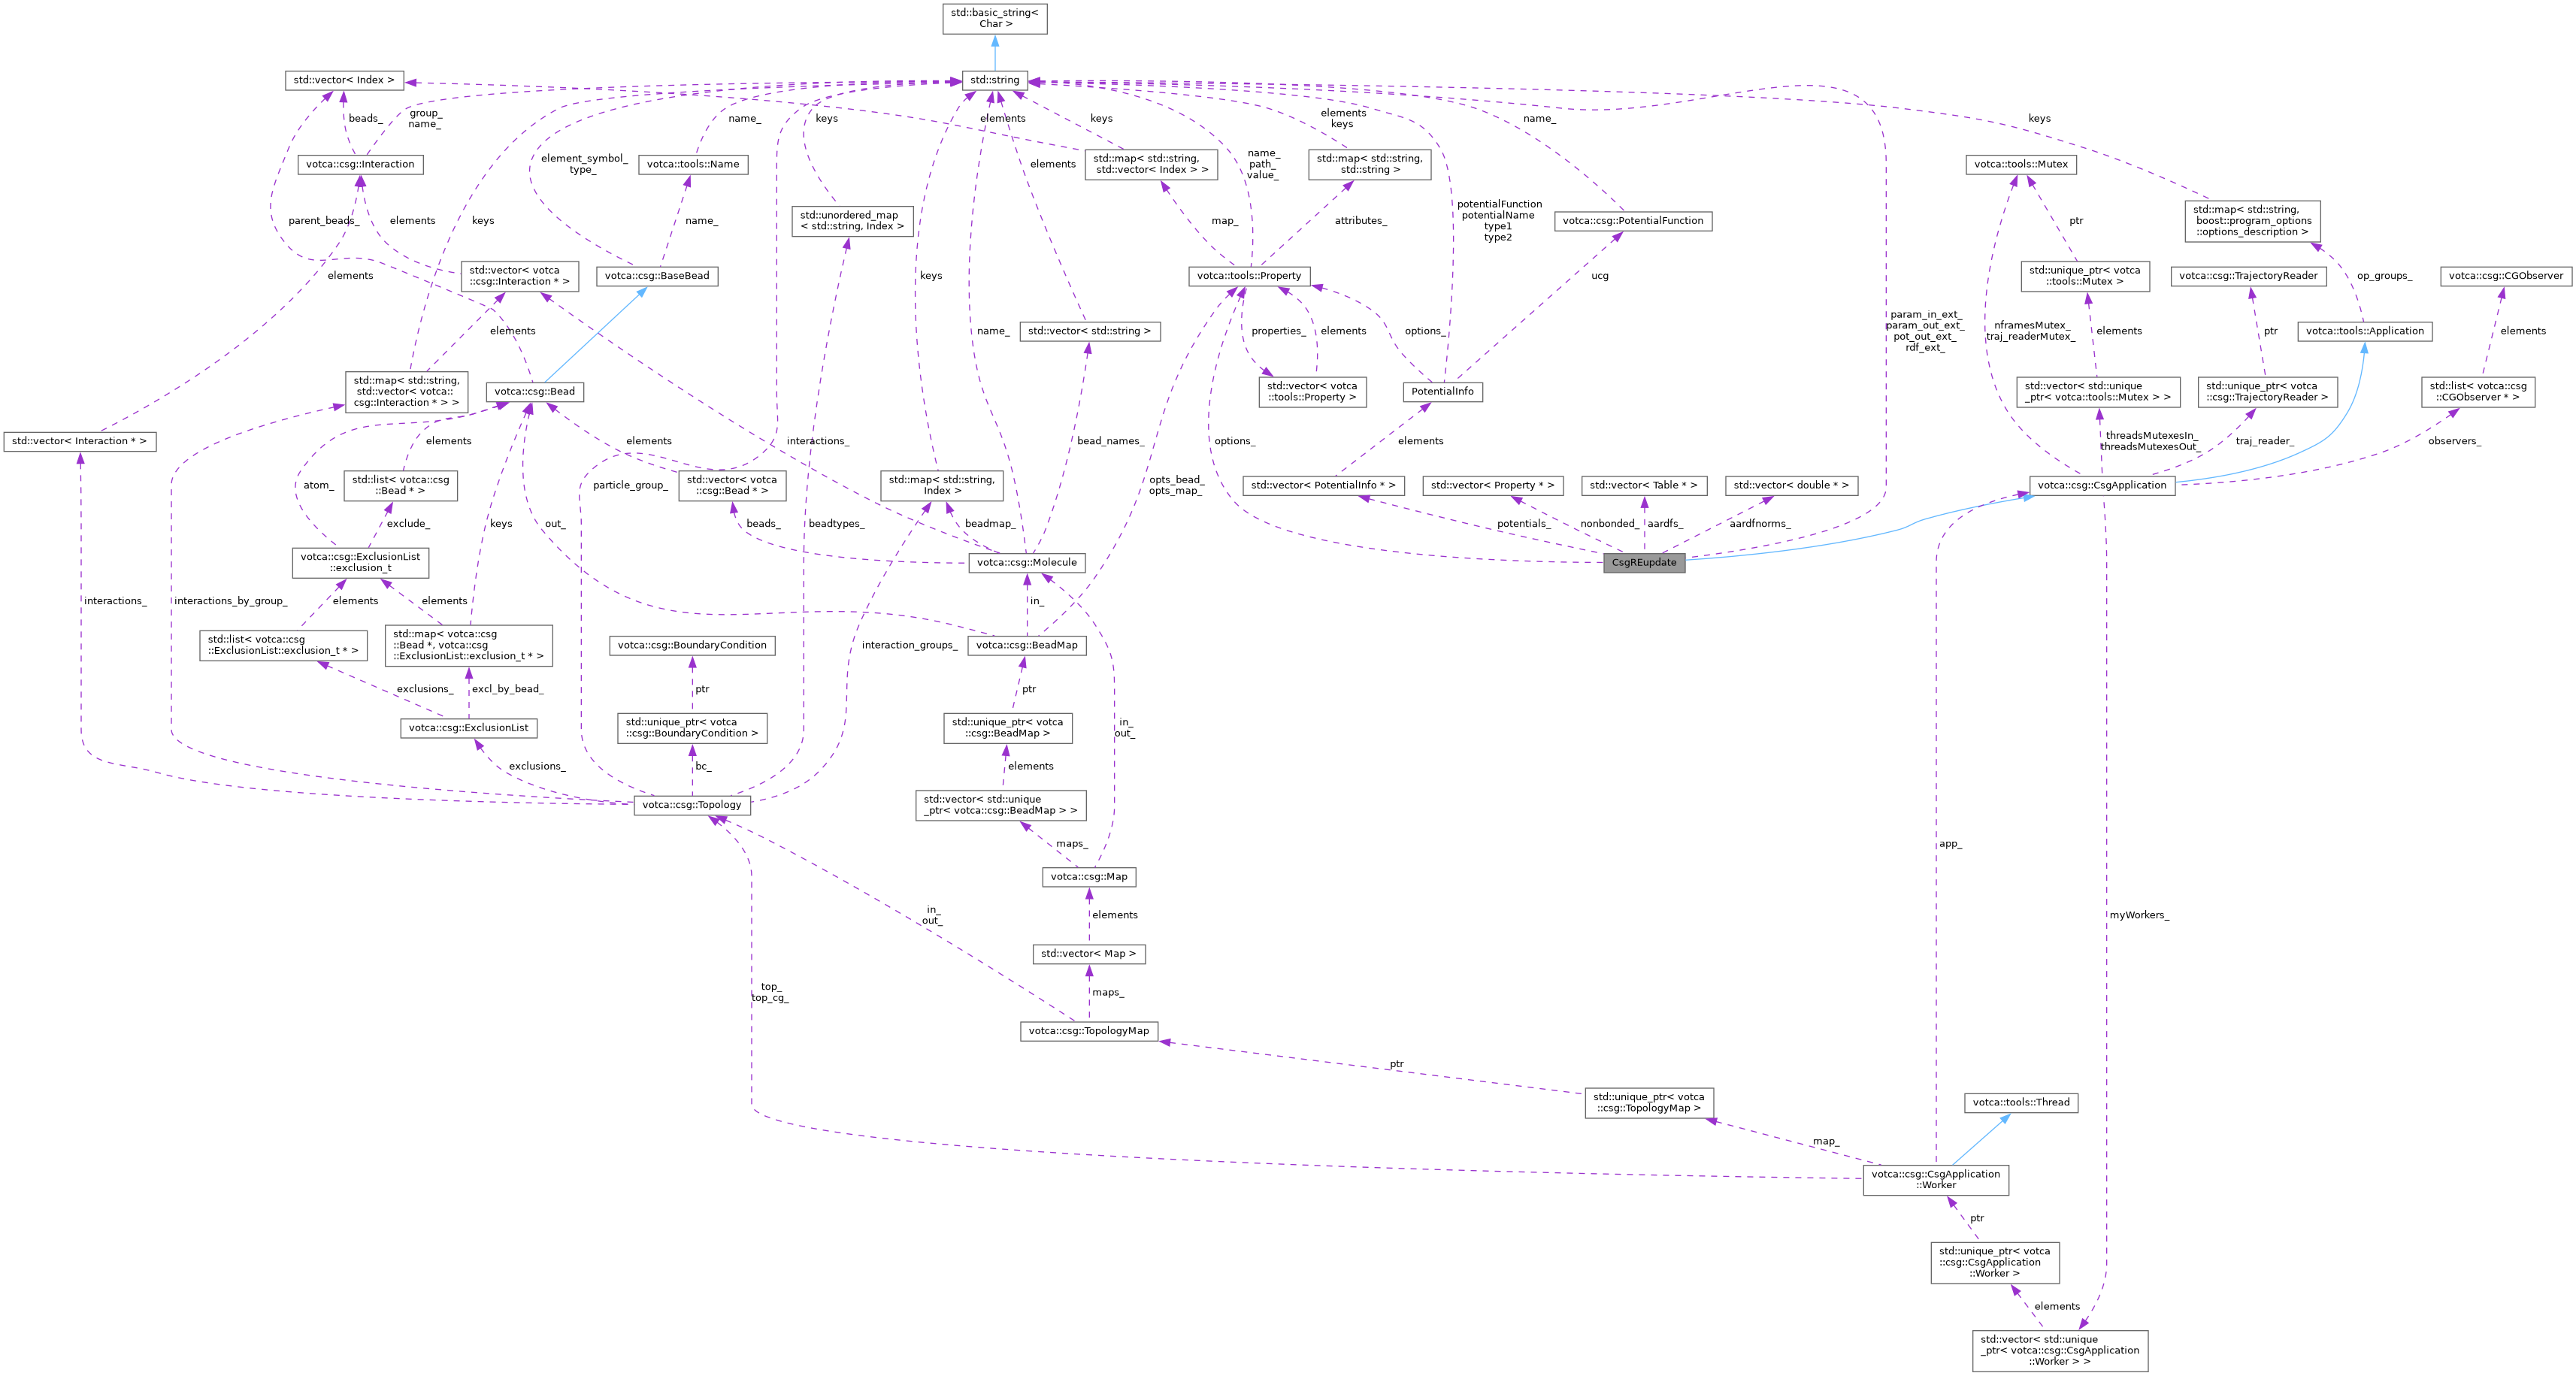 std::basic_string<
Char >
std::vector< Index >
std::string
beads_
group_
name_
name_
keys
elements
keys
elements
keys
name_
keys
votca::csg::Interaction
element_symbol_
type_
votca::tools::Name
elements
std::map< std::string,
std::vector< Index > >
name_
path_
value_
std::map< std::string,
std::string >
votca::tools::Mutex
parent_beads_
elements
keys
name_
std::unordered_map
< std::string, Index >
map_
attributes_
potentialFunction
potentialName
type1
type2
votca::csg::PotentialFunction
ptr
std::map< std::string,
boost::program_options
::options_description >
elements
std::vector< votca
::csg::Interaction * >
votca::csg::BaseBead
keys
votca::tools::Property
ucg
std::unique_ptr< votca
::tools::Mutex >
votca::csg::TrajectoryReader
op_groups_
votca::csg::CGObserver
elements
name_
std::vector< std::string >
properties_
elements
options_
param_in_ext_
param_out_ext_
pot_out_ext_
rdf_ext_
nframesMutex_
traj_readerMutex_
elements
ptr
votca::tools::Application
elements
std::map< std::string,
std::vector< votca::
csg::Interaction * > >
votca::csg::Bead
std::vector< votca
::tools::Property >
PotentialInfo
std::vector< std::unique
_ptr< votca::tools::Mutex > >
std::unique_ptr< votca
::csg::TrajectoryReader >
std::list< votca::csg
::CGObserver * >
std::vector< Interaction * >
elements
elements
interactions_
bead_names_
options_
elements
threadsMutexesIn_
threadsMutexesOut_
traj_reader_
observers_
atom_
std::list< votca::csg
::Bead * >
particle_group_
std::vector< votca
::csg::Bead * >
std::map< std::string,
Index >
opts_bead_
opts_map_
std::vector< PotentialInfo * >
std::vector< Property * >
std::vector< Table * >
std::vector< double * >
votca::csg::CsgApplication
exclude_
keys
out_
beads_
beadtypes_
beadmap_
potentials_
nonbonded_
aardfs_
aardfnorms_
votca::csg::ExclusionList
::exclusion_t
votca::csg::Molecule
CsgREupdate
interactions_
interactions_by_group_
elements
elements
in_
std::list< votca::csg
::ExclusionList::exclusion_t * >
std::map< votca::csg
::Bead *, votca::csg
::ExclusionList::exclusion_t * >
votca::csg::BoundaryCondition
interaction_groups_
votca::csg::BeadMap
exclusions_
excl_by_bead_
ptr
ptr
votca::csg::ExclusionList
std::unique_ptr< votca
::csg::BoundaryCondition >
std::unique_ptr< votca
::csg::BeadMap >
in_
out_
exclusions_
bc_
elements
votca::csg::Topology
std::vector< std::unique
_ptr< votca::csg::BeadMap > >
maps_
app_
votca::csg::Map
in_
out_
elements
myWorkers_
std::vector< Map >
top_
top_cg_
maps_
votca::csg::TopologyMap
ptr
std::unique_ptr< votca
::csg::TopologyMap >
votca::tools::Thread
map_
votca::csg::CsgApplication
::Worker
ptr
std::unique_ptr< votca
::csg::CsgApplication
::Worker >
elements
std::vector< std::unique
_ptr< votca::csg::CsgApplication
::Worker > >